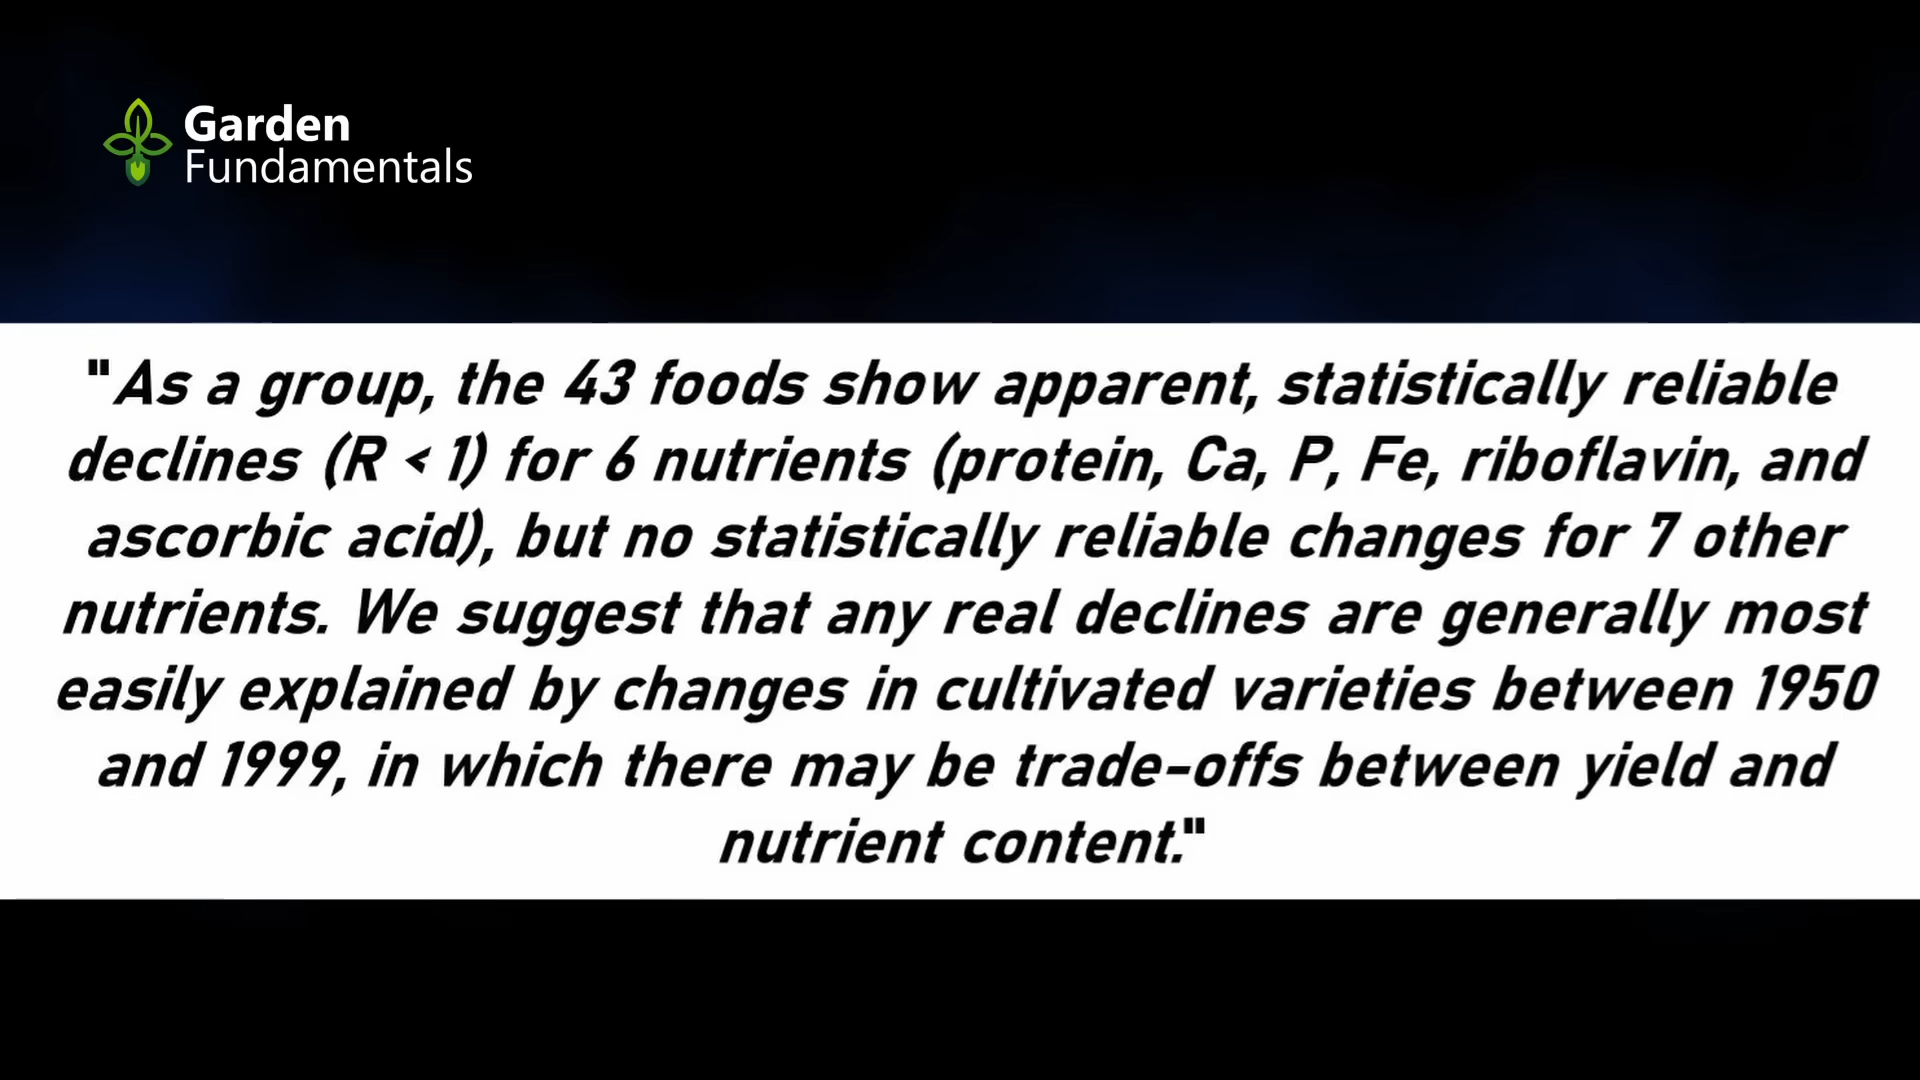 Garden
Fundamentals
"As a group, the 43 foods show apparent, statistically reliable
declines (R < 1) for 6 nutrients (protein, Ca, P, Fe, riboflavin, and
ascorbic acid), but no statistically reliable changes for 7 other
nutrients. We suggest that any real declines are generally most
easily explained by changes in cultivated varieties between 1950
and 1999, in which there may be trade-offs between yield and
nutrient content."